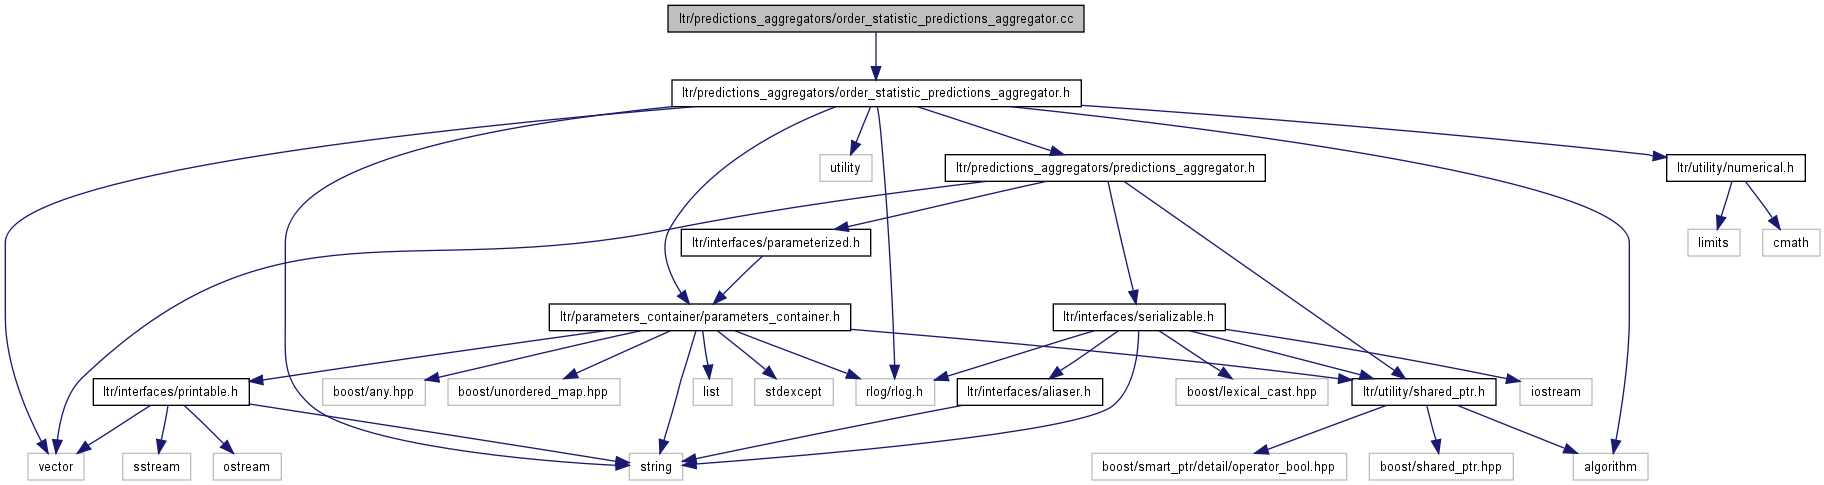 ltr/predictions_aggregators/order_statistic_predictions_aggregator.cc
ltr/predictions_aggregators/order_statistic_predictions_aggregator.h
utility
ltr/predictions_aggregators/predictions_aggregator.h
ltr/utility/numerical.h
ltr/interfaces/parameterized.h
limits
cmath
ltr/parameters_container/parameters_container.h
ltr/interfaces/serializable.h
ltr/interfaces/printable.h
boost/any.hpp
boost/unordered_map.hpp
list
stdexcept
rlog/rlog.h
ltr/interfaces/aliaser.h
boost/lexical_cast.hpp
ltr/utility/shared_ptr.h
iostream
vector
sstream
ostream
string
boost/smart_ptr/detail/operator_bool.hpp
boost/shared_ptr.hpp
algorithm